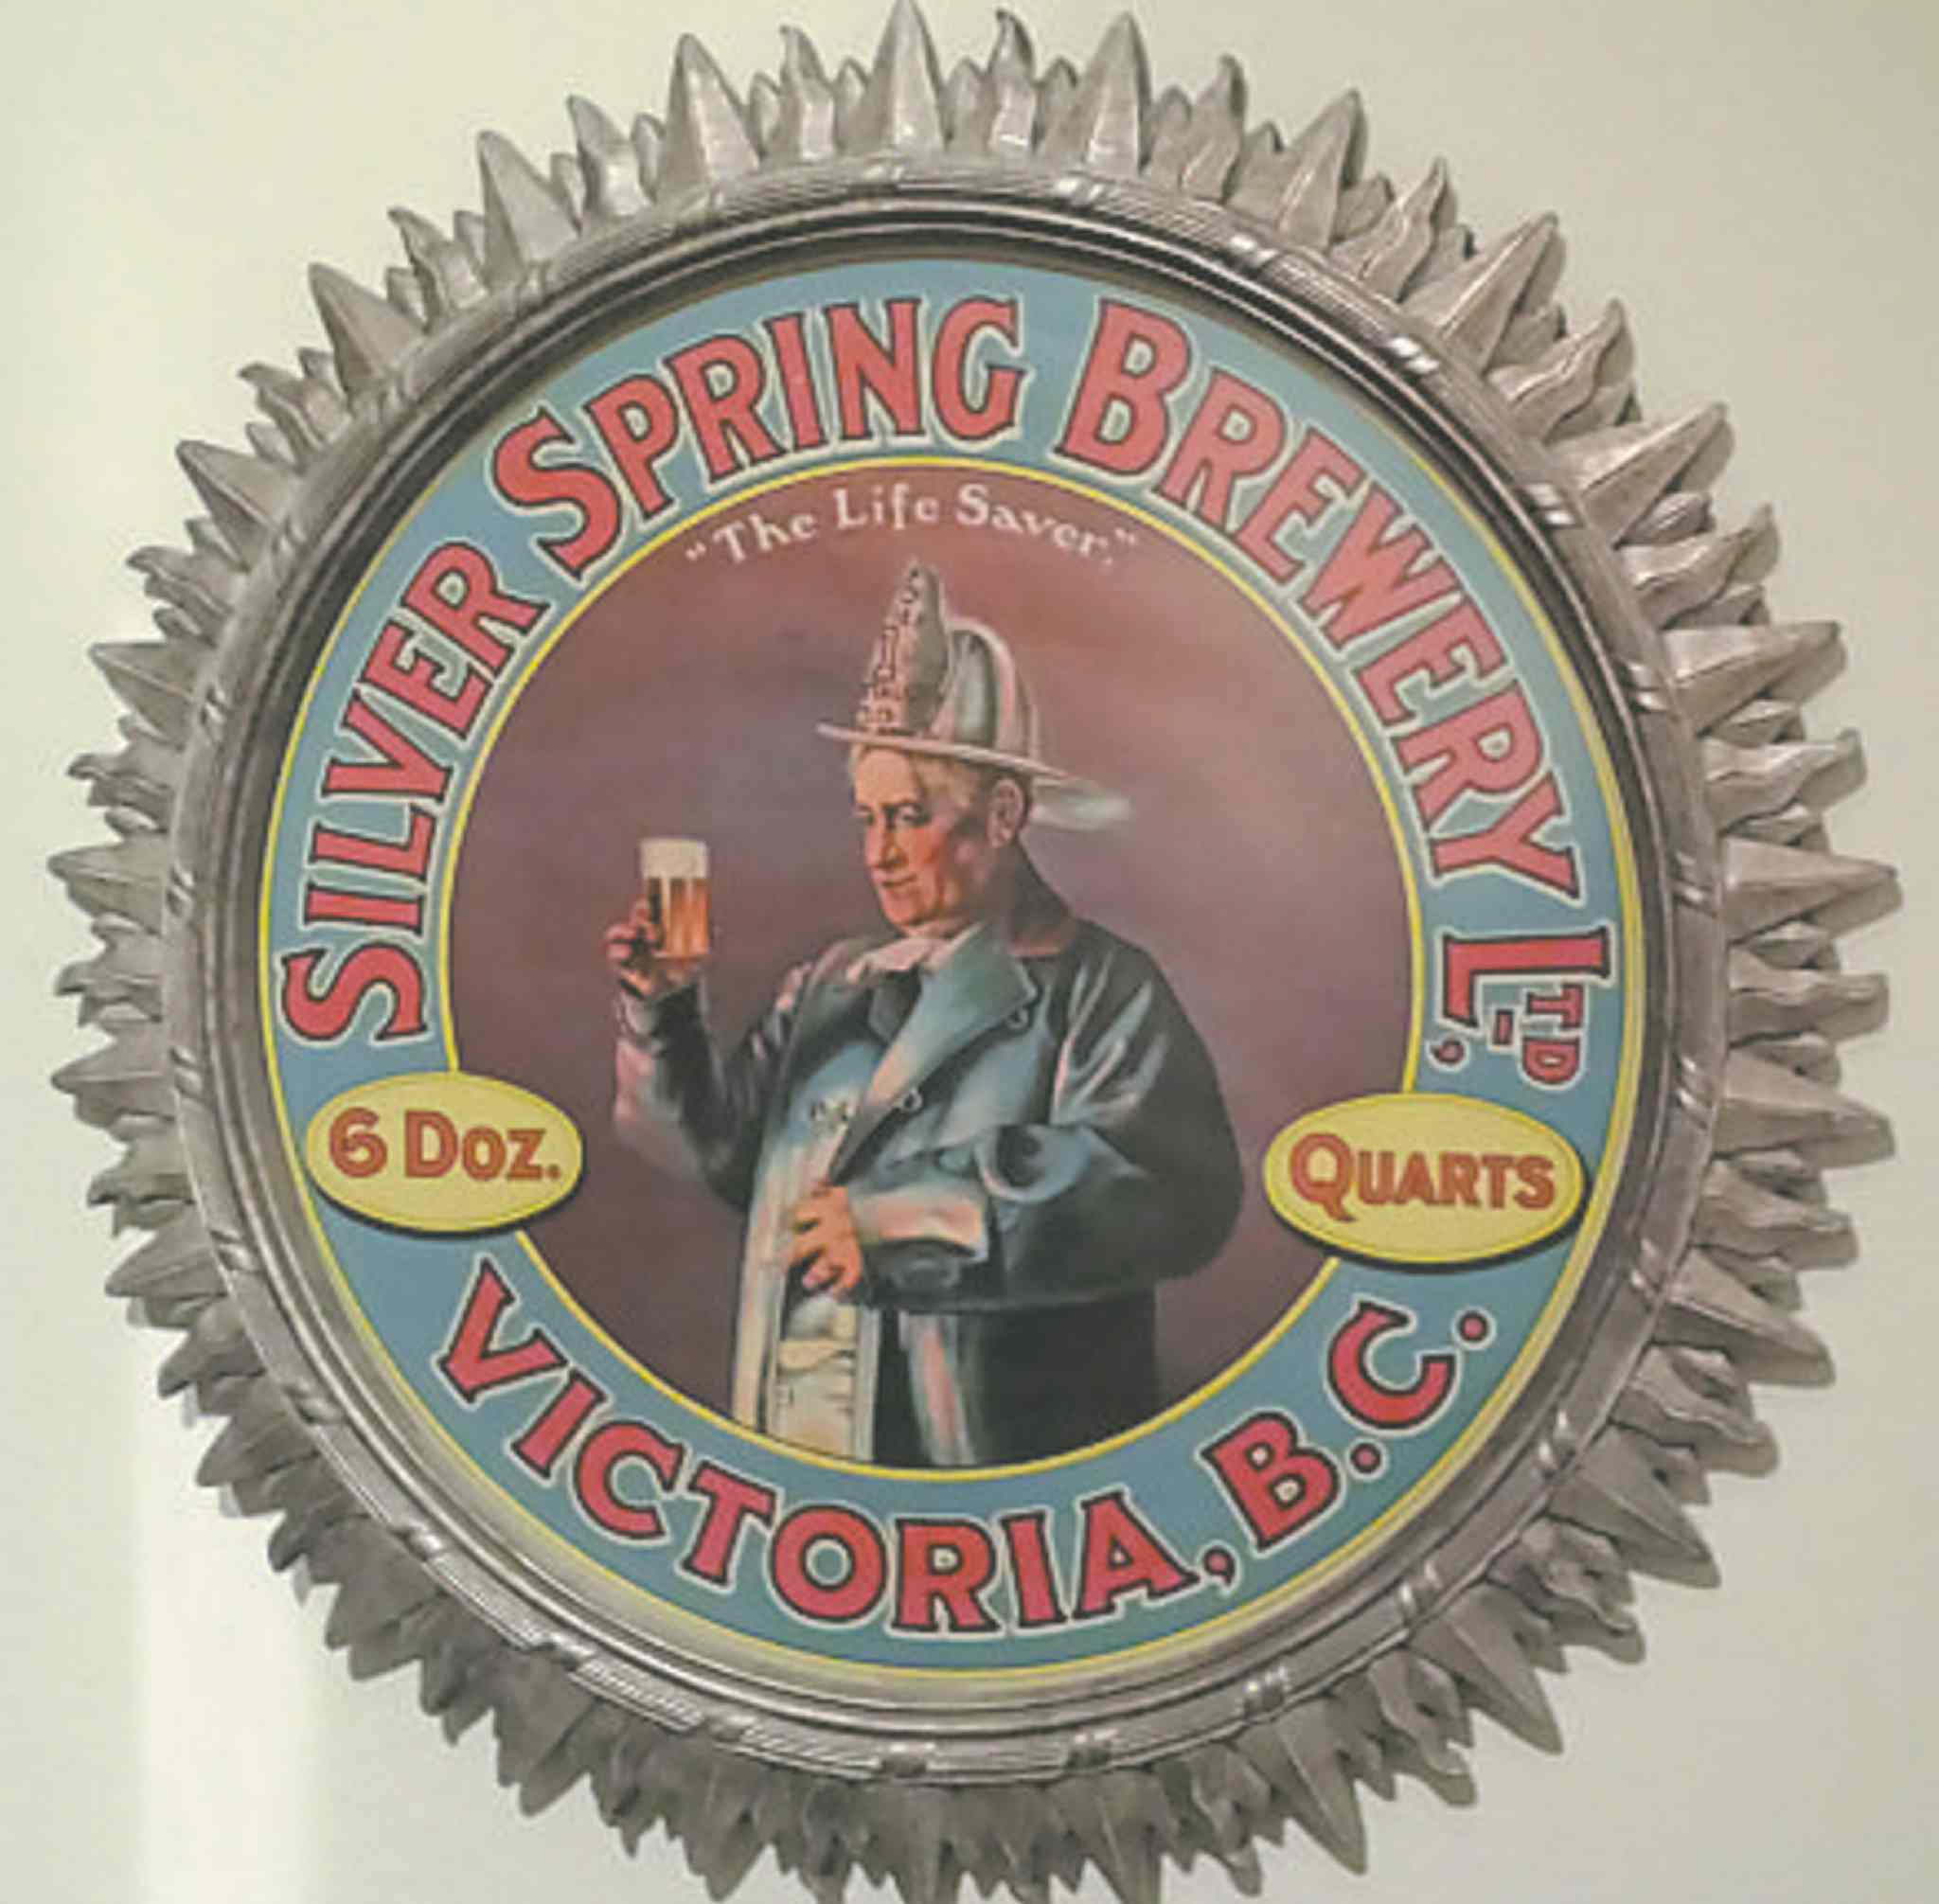 SILVER SPRING BREWERY LTD,
"The Life Saver,"
6 DOZ.
QUARTS
VICTORIA, B.C.